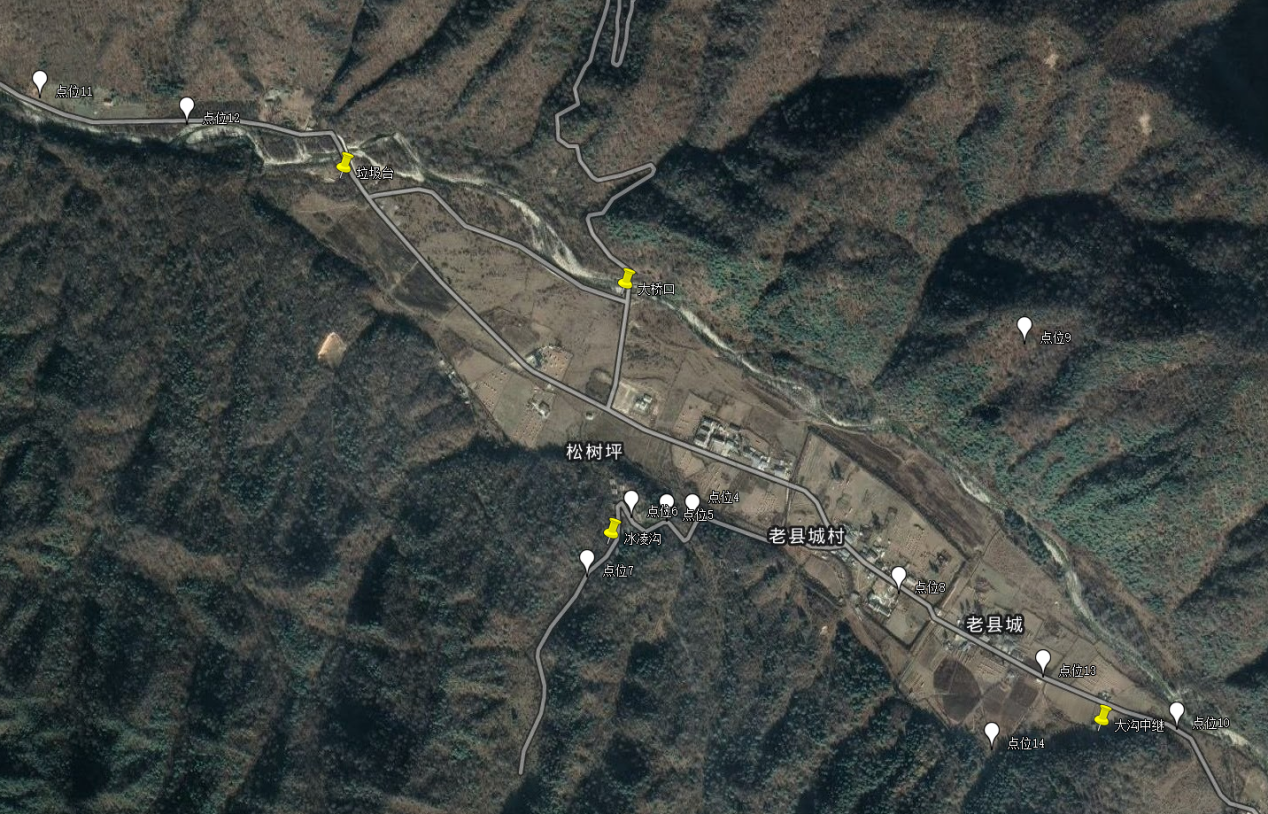 点位11
点位12
垃圾台
大桥口
点位9
松树坪
点位4
点位6
点位5
老县城村
冰凌沟
点位7
点位8
老县城
点位13
点位10
大沟中继
点位14